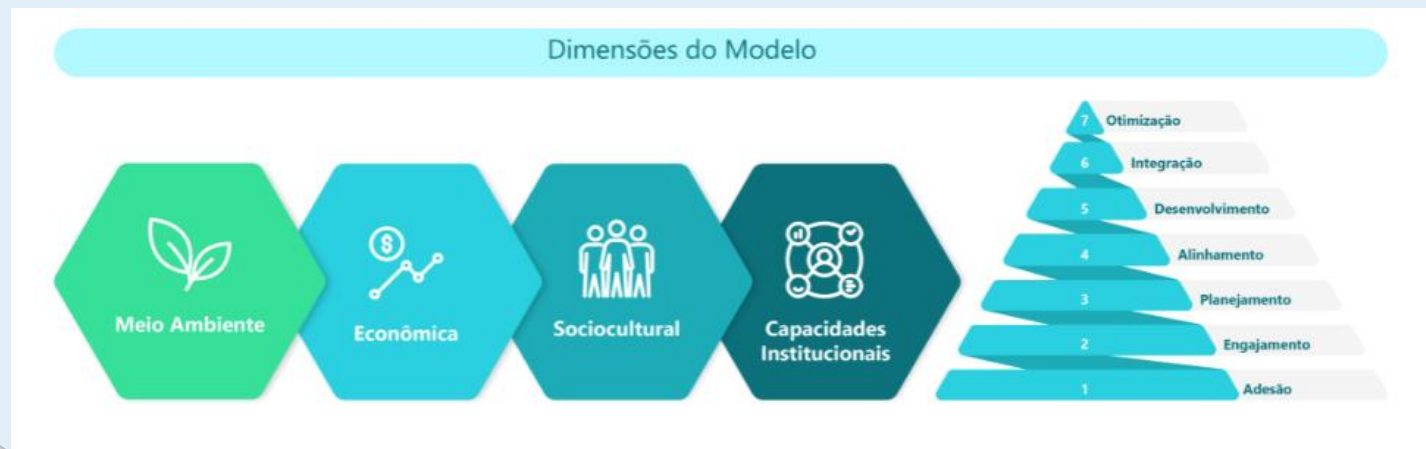 Dimensões do Modelo
Meio Ambiente
Econômica
Sociocultural
Capacidades
Institucionais
7 Otimização
6 Integração
5 Desenvolvimento
4 Alinhamento
3 Planejamento
2 Engajamento
1 Adesão